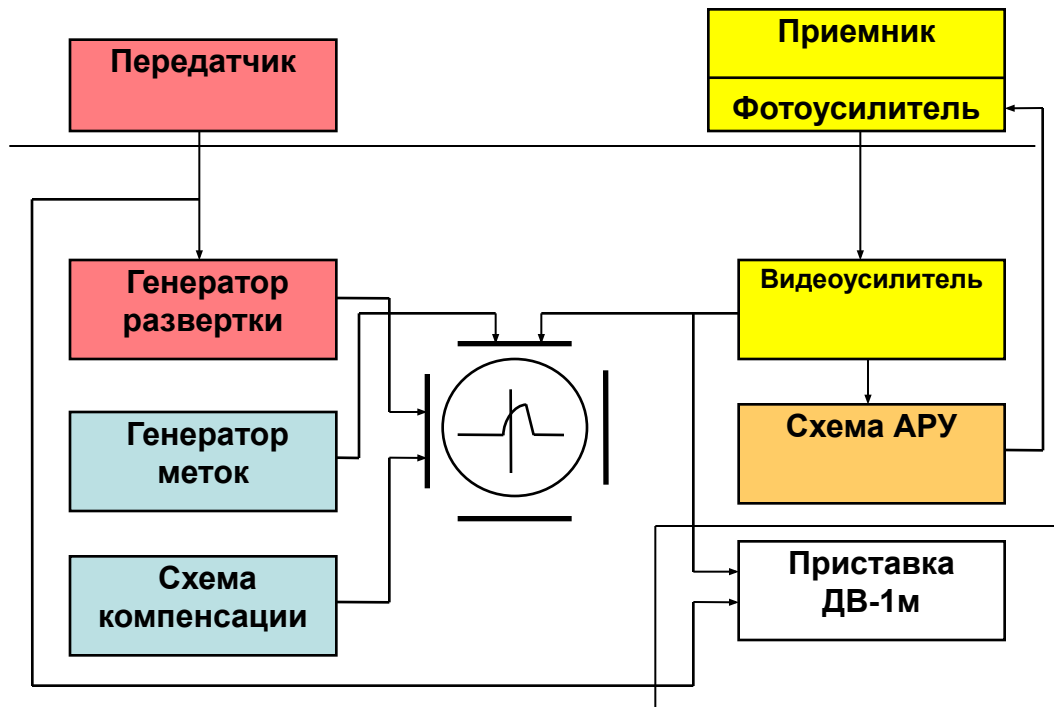 Передатчик
Приемник
Фотоусилитель
Генератор
развертки
Видеоусилитель
Генератор
меток
Схема АРУ
Схема
компенсации
Приставка
ДВ-1м